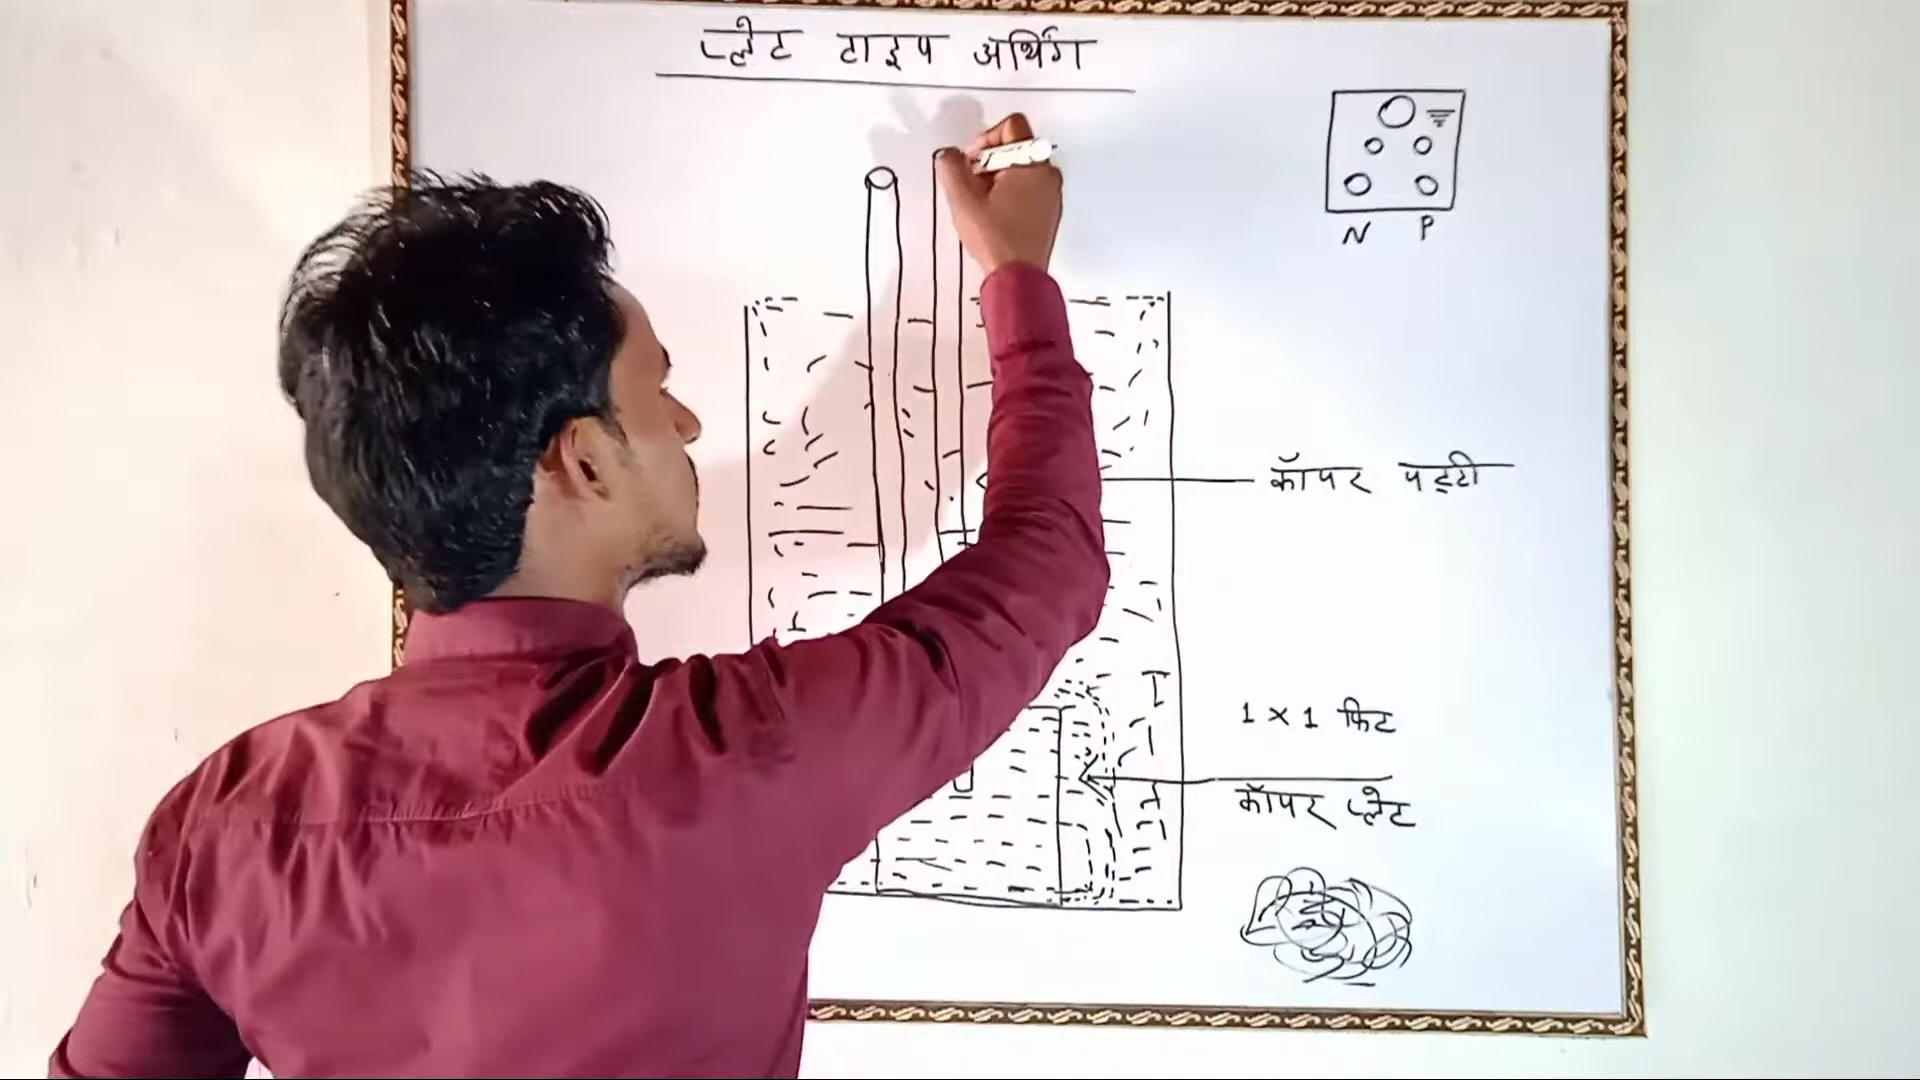 प्लेट टाइप अर्थिंग
N P
कॉपर पट्टी
1 x 1 फिट
कॉपर प्लेट